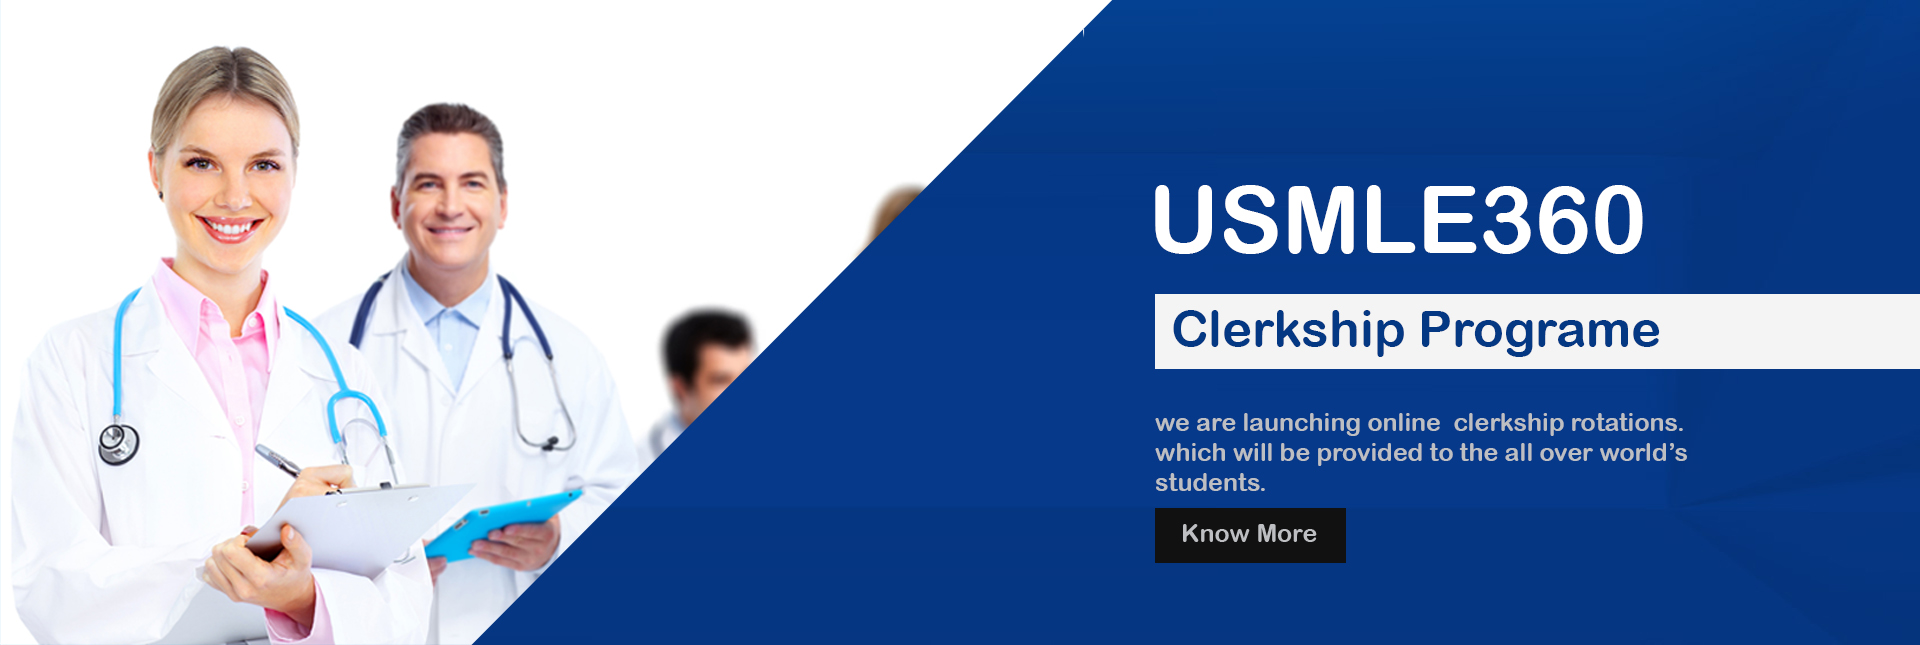 USMLE360
Clerkship Programe
we are launching online  clerkship rotations.
which will be provided to the all over world’s
students.
Know More